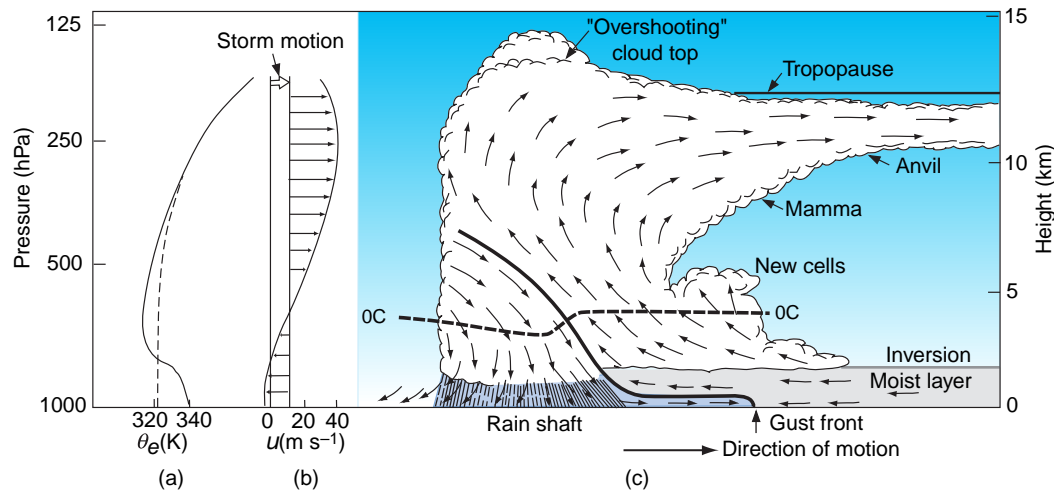 125
250
500
1000
Pressure (hPa)
320 340
θe(K)
(a)
Storm motion
0 20 40
u(m s–1)
(b)
"Overshooting"
cloud top
Tropopause
Anvil
Mamma
New cells
0C
0C
Inversion
Moist layer
Rain shaft
Gust front
Direction of motion
(c)
15
10
5
0
Height (km)